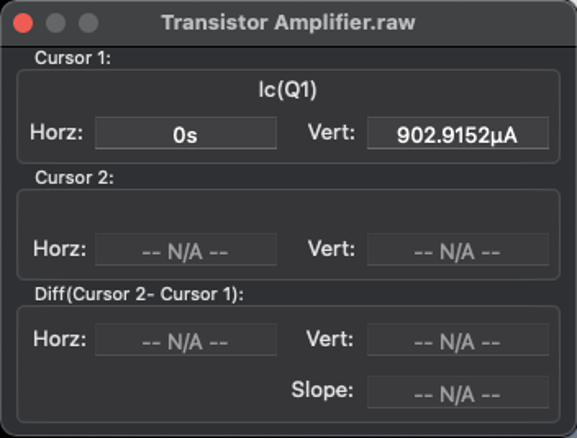 Transistor Amplifier.raw
Cursor 1:
Ic(Q1)
Horz: 0s Vert: 902.9152µA
Cursor 2:
Horz: -- N/A -- Vert: -- N/A --
Diff(Cursor 2- Cursor 1):
Horz: -- N/A -- Vert: -- N/A --
Slope: -- N/A --